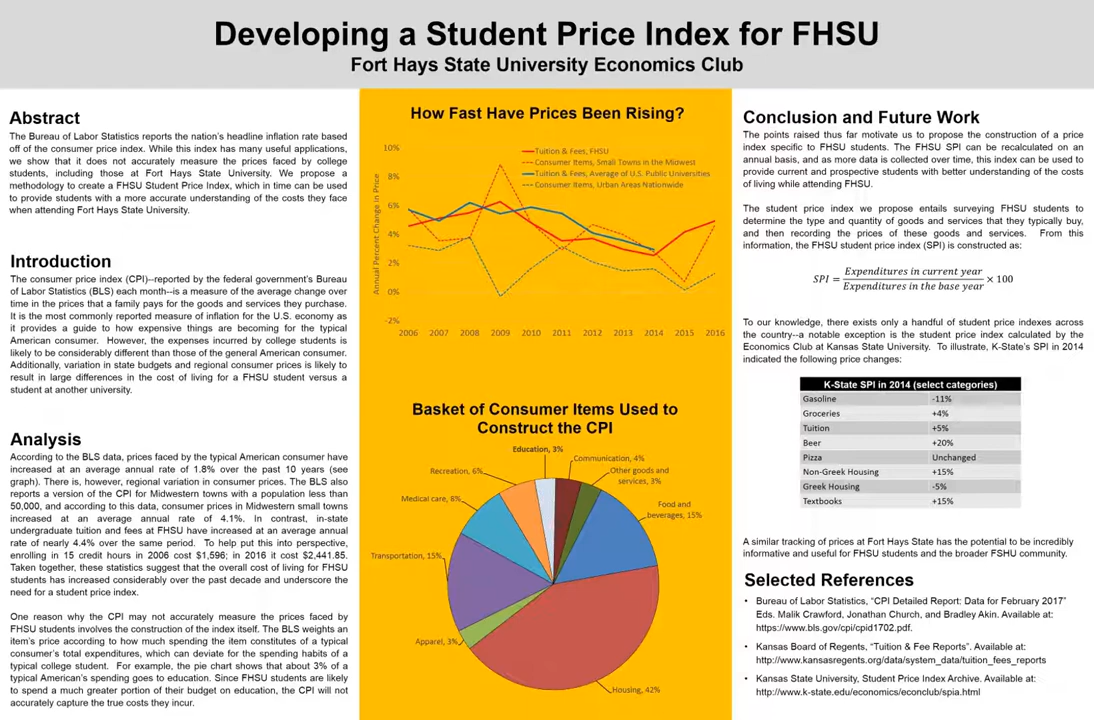 Developing a Student Price Index for FHSU
Fort Hays State University Economics Club
Abstract
The Bureau of Labor Statistics reports the nation's headline inflation rate based
off of the consumer price index. While this index has many useful applications,
we show that it does not accurately measure the prices faced by college
students, including those at Fort Hays State University. We propose a
methodology to create a FHSU Student Price Index, which in time can be used
to provide students with a more accurate understanding of the costs they face
when attending Fort Hays State University.
Introduction
The consumer price index (CPI)--reported by the federal government's Bureau
of Labor Statistics (BLS) each month--is a measure of the average change over
time in the prices that a family pays for the goods and services they purchase.
It is the most commonly reported measure of inflation for the U.S. economy as
it provides a guide to how expensive things are becoming for the typical
American consumer. However, the expenses incurred by college students is
likely to be considerably different than those of the general American consumer.
Additionally, variation in state budgets and regional consumer prices is likely to
result in large differences in the cost of living for a FHSU student versus a
student at another university.
Analysis
According to the BLS data, prices faced by the typical American consumer have
increased at an average annual rate of 1.8% over the past 10 years (see
graph). There is, however, regional variation in consumer prices. The BLS also
reports a version of the CPI for Midwestern towns with a population less than
50,000, and according to this data, consumer prices in Midwestern small towns
increased at an average annual rate of 4.1%. In contrast, in-state
undergraduate tuition and fees at FHSU have increased at an average annual
rate of nearly 4.4% over the same period. To help put this into perspective,
enrolling in 15 credit hours in 2006 cost $1,596; in 2016 it cost $2,441.85.
Taken together, these statistics suggest that the overall cost of living for FHSU
students has increased considerably over the past decade and underscore the
need for a student price index.
One reason why the CPI may not accurately measure the prices faced by
FHSU students involves the construction of the index itself. The BLS weights an
item's price according to how much spending the item constitutes of a typical
consumer's total expenditures, which can deviate for the spending habits of a
typical college student. For example, the pie chart shows that about 3% of a
typical American's spending goes to education. Since FHSU students are likely
to spend a much greater portion of their budget on education, the CPI will not
accurately capture the true costs they incur.
How Fast Have Prices Been Rising?
Annual Percent Change in Price
10%
8%
6%
4%
2%
0%
-2%
Tuition & Fees, FHSU
Consumer Items, Small Towns in the Midwest
Tuition & Fees, Average of U.S. Public Universities
Consumer Items, Urban Areas Nationwide
2006 2007 2008 2009 2010 2011 2012 2013 2014 2015 2016
Basket of Consumer Items Used to
Construct the CPI
Education, 3%
Communication, 4%
Other goods and
services, 3%
Food and
beverages, 15%
Housing, 42%
Apparel, 3%
Transportation, 15%
Medical care, 8%
Recreation, 6%
Conclusion and Future Work
The points raised thus far motivate us to propose the construction of a price
index specific to FHSU students. The FHSU SPI can be recalculated on an
annual basis, and as more data is collected over time, this index can be used to
provide current and prospective students with better understanding of the costs
of living while attending FHSU.
The student price index we propose entails surveying FHSU students to
determine the type and quantity of goods and services that they typically buy,
and then recording the prices of these goods and services. From this
information, the FHSU student price index (SPI) is constructed as:
SPI = Expenditures in current year / Expenditures in the base year × 100
To our knowledge, there exists only a handful of student price indexes across
the country--a notable exception is the student price index calculated by the
Economics Club at Kansas State University. To illustrate, K-State's SPI in 2014
indicated the following price changes:
K-State SPI in 2014 (select categories)
Gasoline -11%
Groceries +4%
Tuition +5%
Beer +20%
Pizza Unchanged
Non-Greek Housing +15%
Greek Housing -5%
Textbooks +15%
A similar tracking of prices at Fort Hays State has the potential to be incredibly
informative and useful for FHSU students and the broader FSHU community.
Selected References
• Bureau of Labor Statistics, "CPI Detailed Report: Data for February 2017"
Eds. Malik Crawford, Jonathan Church, and Bradley Akin. Available at:
https://www.bls.gov/cpi/cpid1702.pdf.
• Kansas Board of Regents, "Tuition & Fee Reports". Available at:
http://www.kansasregents.org/data/system_data/tuition_fees_reports
• Kansas State University, Student Price Index Archive. Available at:
http://www.k-state.edu/economics/econclub/spia.html